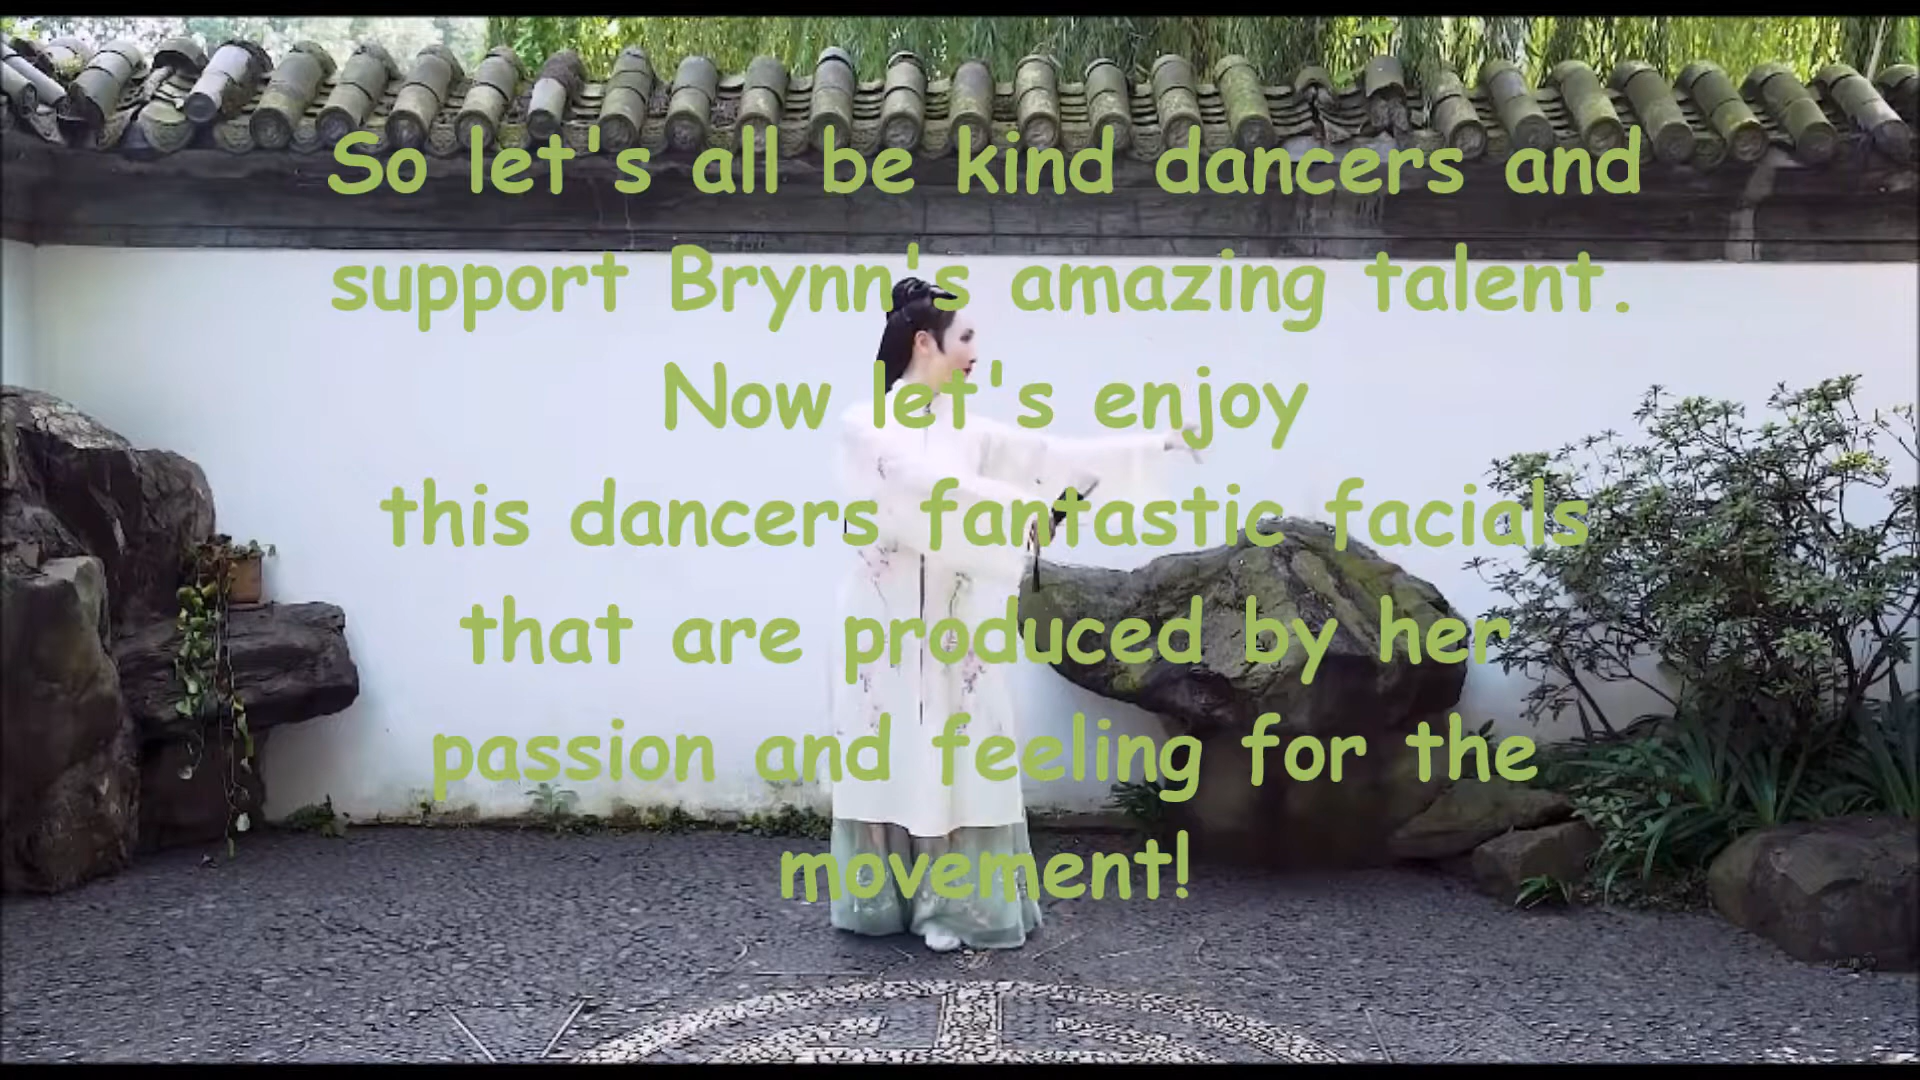 So let's all be kind dancers and
support Brynn's amazing talent.
Now let's enjoy
this dancers fantastic facials
that are produced by her
passion and feeling for the
movement!